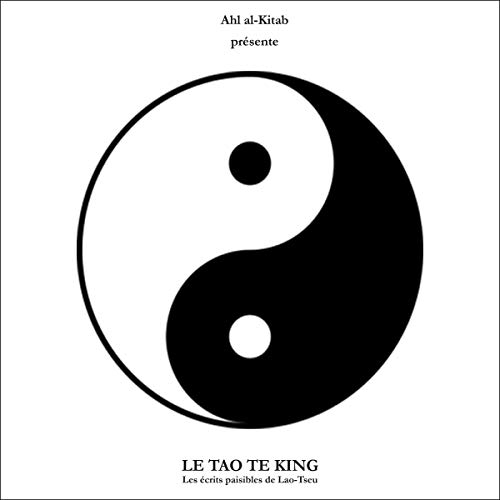 Ahl al-Kitab
présente
LE TAO TE KING
Les écrits paisibles de Lao-Tseu